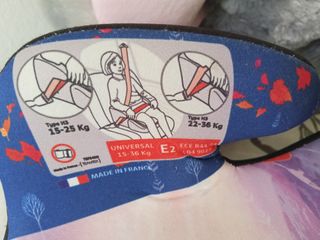 Type N3
15-25 Kg
Type N3
22-36 Kg
UNIVERSAL
15-36 Kg
E2
ECE R44
MADE IN FRANCE